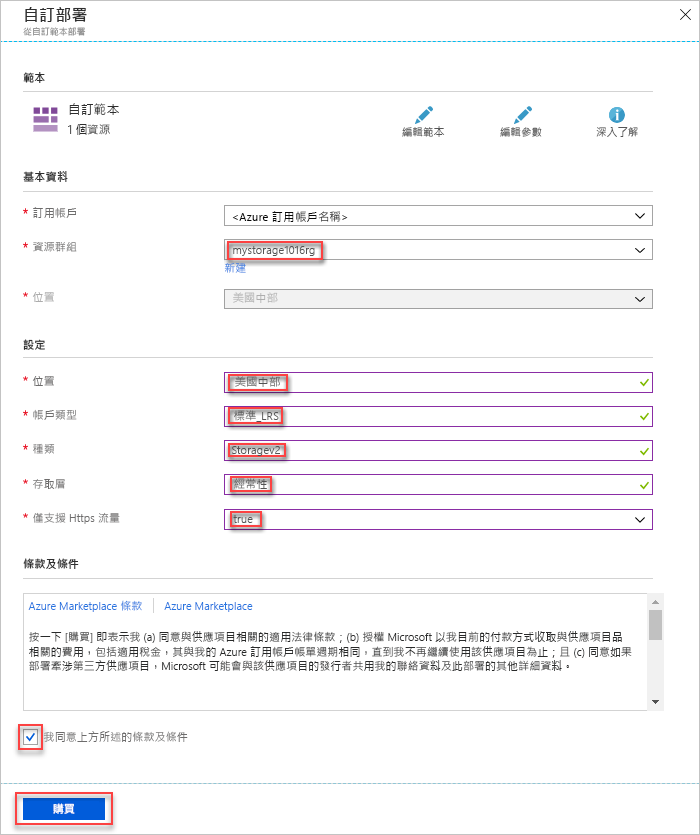 自訂部署
從自訂範本部署
範本
自訂範本
1 個資源
編輯範本
編輯參數
深入了解
基本資料
* 訂用帳戶
<Azure 訂用帳戶名稱>
* 資源群組
mystorage1016rg
新建
* 位置
美國中部
設定
* 位置
美國中部
* 帳戶類型
標準_LRS
* 種類
Storagev2
* 存取層
經常性
* 僅支援 Https 流量
true
條款及條件
Azure Marketplace 條款 | Azure Marketplace
按一下 [購買] 即表示我 (a) 同意與供應項目相關的適用法律條款；(b) 授權 Microsoft 以我目前的付款方式收取與供應項目品
相關的費用，包括適用稅金，其與我的 Azure 訂用帳戶帳單週期相同，直到我不再繼續使用該供應項目為止；且 (c) 同意如果
部署牽涉第三方供應項目，Microsoft 可能會與該供應項目的發行者共用我的聯絡資料及此部署的其他詳細資料。
我同意上方所述的條款及條件
購買